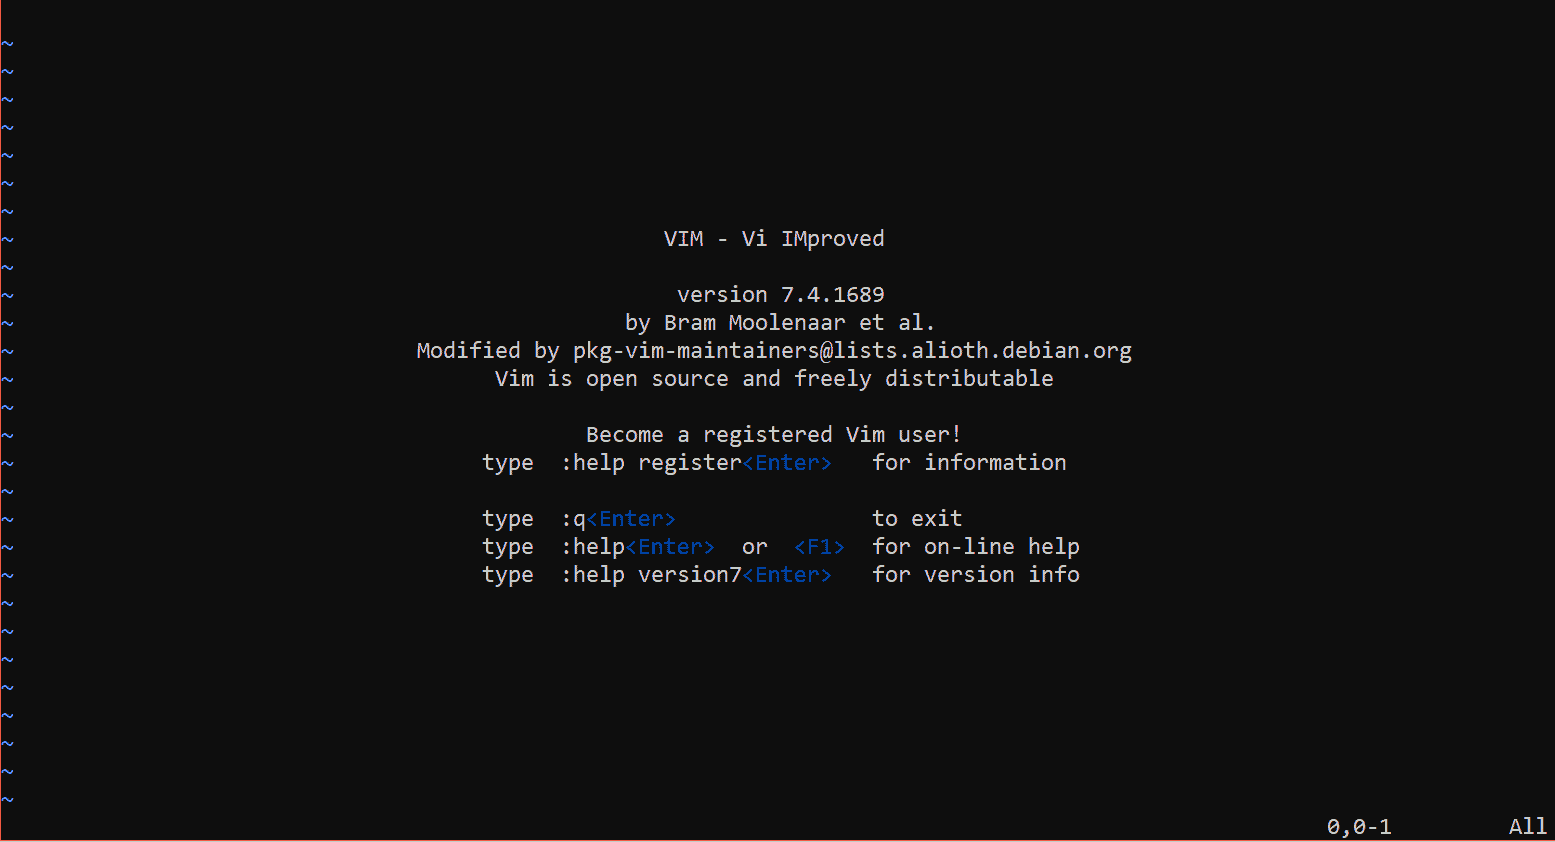 ~
~
~
~
~
~
~
~ VIM - Vi IMproved
~
~ version 7.4.1689
~ by Bram Moolenaar et al.
~ Modified by pkg-vim-maintainers@lists.alioth.debian.org
~ Vim is open source and freely distributable
~
~ Become a registered Vim user!
~ type  :help register<Enter>   for information
~
~ type  :q<Enter>               to exit
~ type  :help<Enter>  or  <F1>  for on-line help
~ type  :help version7<Enter>   for version info
~
~
~
~
~
~
~
~
0,0-1 All